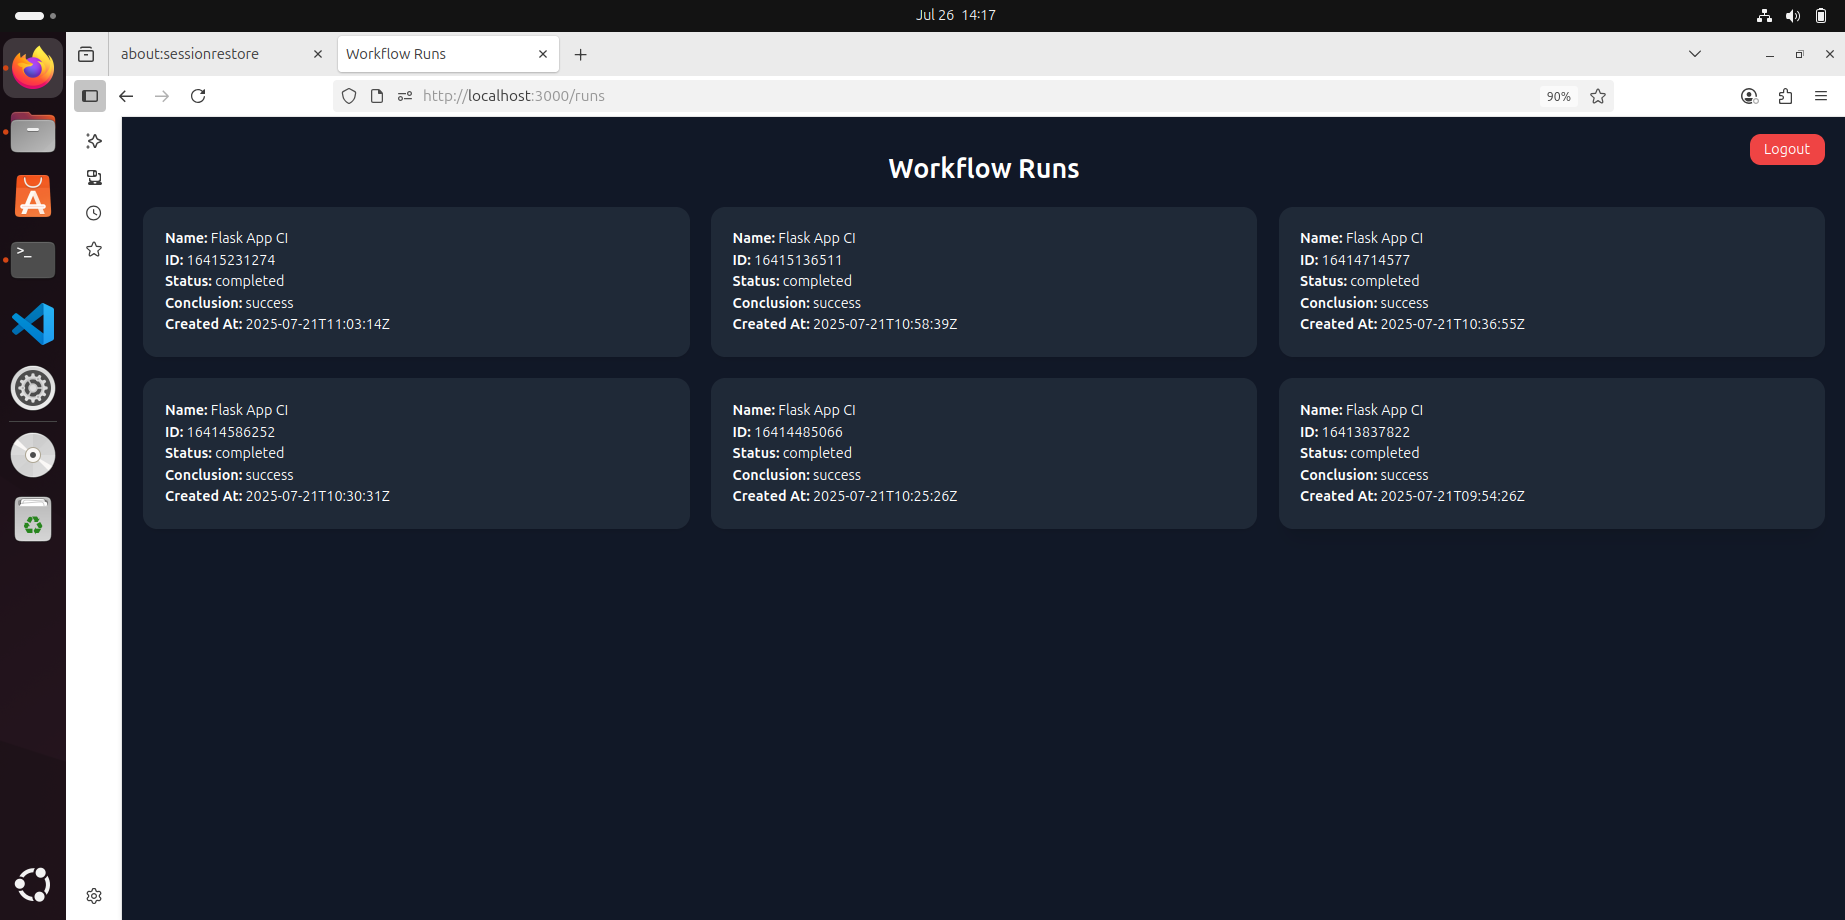 Jul 26 14:17
about:sessionrestore
Workflow Runs
http://localhost:3000/runs
90%
Logout
Workflow Runs
Name: Flask App CI
ID: 16415231274
Status: completed
Conclusion: success
Created At: 2025-07-21T11:03:14Z
Name: Flask App CI
ID: 16415136511
Status: completed
Conclusion: success
Created At: 2025-07-21T10:58:39Z
Name: Flask App CI
ID: 16414714577
Status: completed
Conclusion: success
Created At: 2025-07-21T10:36:55Z
Name: Flask App CI
ID: 16414586252
Status: completed
Conclusion: success
Created At: 2025-07-21T10:30:31Z
Name: Flask App CI
ID: 16414485066
Status: completed
Conclusion: success
Created At: 2025-07-21T10:25:26Z
Name: Flask App CI
ID: 16413837822
Status: completed
Conclusion: success
Created At: 2025-07-21T09:54:26Z